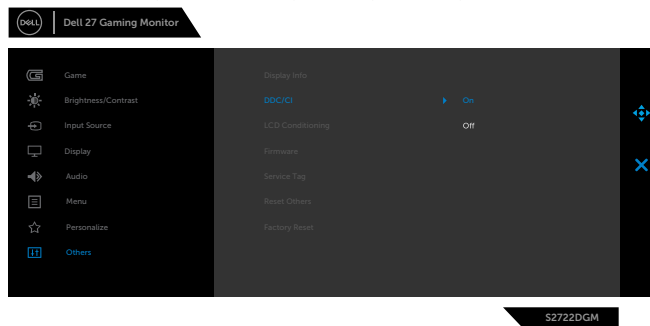 DELL
Dell 27 Gaming Monitor
Game
Brightness/Contrast
Input Source
Display
Audio
Menu
Personalize
Others
Display Info
DDC/CI
LCD Conditioning
Firmware
Service Tag
Reset Others
Factory Reset
On
Off
S2722DGM